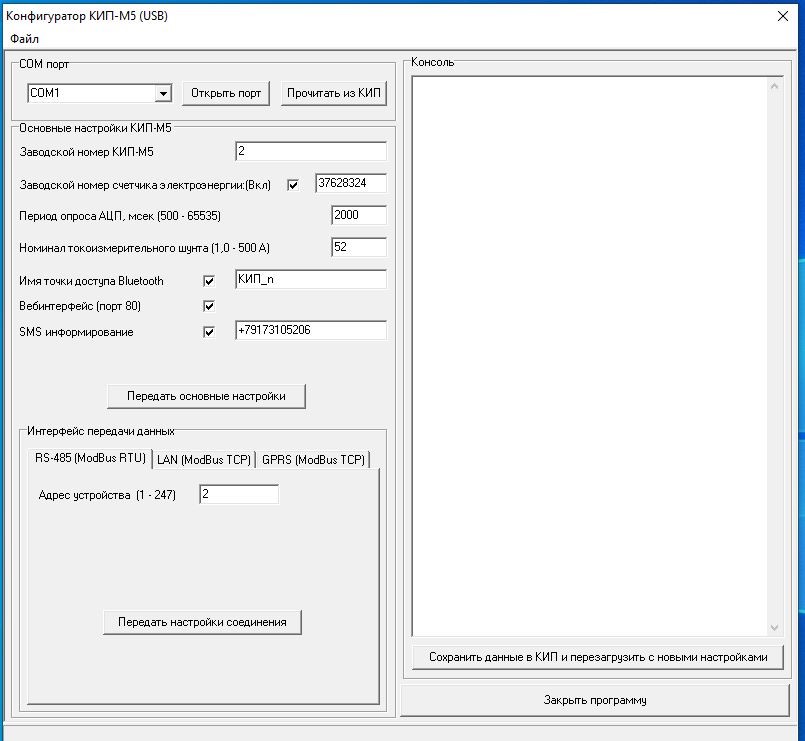 Конфигуратор КИП-М5 (USB)
Файл
COM порт
COM1
Открыть порт
Прочитать из КИП
Основные настройки КИП-М5
Заводской номер КИП-М5
2
Заводской номер счетчика электроэнергии:(Вкл)
37628324
Период опроса АЦП, мсек (500 - 65535)
2000
Номинал токоизмерительного шунта (1,0 - 500 А)
52
Имя точки доступа Bluetooth
КИП_n
Вебинтерфейс (порт 80)
SMS информирование
+79173105206
Передать основные настройки
Интерфейс передачи данных
RS-485 (ModBus RTU)
LAN (ModBus TCP)
GPRS (ModBus TCP)
Адрес устройства (1 - 247)
2
Передать настройки соединения
Консоль
Сохранить данные в КИП и перезагрузить с новыми настройками
Закрыть программу